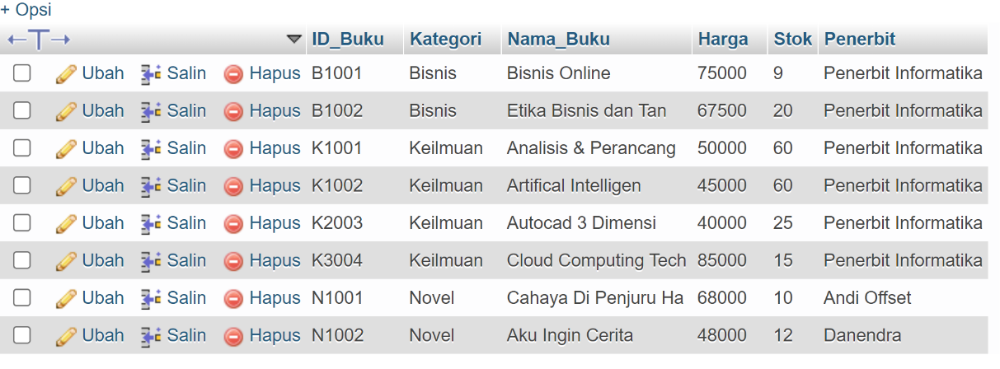 + Opsi
←T→ ID_Buku Kategori Nama_Buku Harga Stok Penerbit
Ubah Salin Hapus B1001 Bisnis Bisnis Online 75000 9 Penerbit Informatika
Ubah Salin Hapus B1002 Bisnis Etika Bisnis dan Tan 67500 20 Penerbit Informatika
Ubah Salin Hapus K1001 Keilmuan Analisis & Perancang 50000 60 Penerbit Informatika
Ubah Salin Hapus K1002 Keilmuan Artifical Intelligen 45000 60 Penerbit Informatika
Ubah Salin Hapus K2003 Keilmuan Autocad 3 Dimensi 40000 25 Penerbit Informatika
Ubah Salin Hapus K3004 Keilmuan Cloud Computing Tech 85000 15 Penerbit Informatika
Ubah Salin Hapus N1001 Novel Cahaya Di Penjuru Ha 68000 10 Andi Offset
Ubah Salin Hapus N1002 Novel Aku Ingin Cerita 48000 12 Danendra